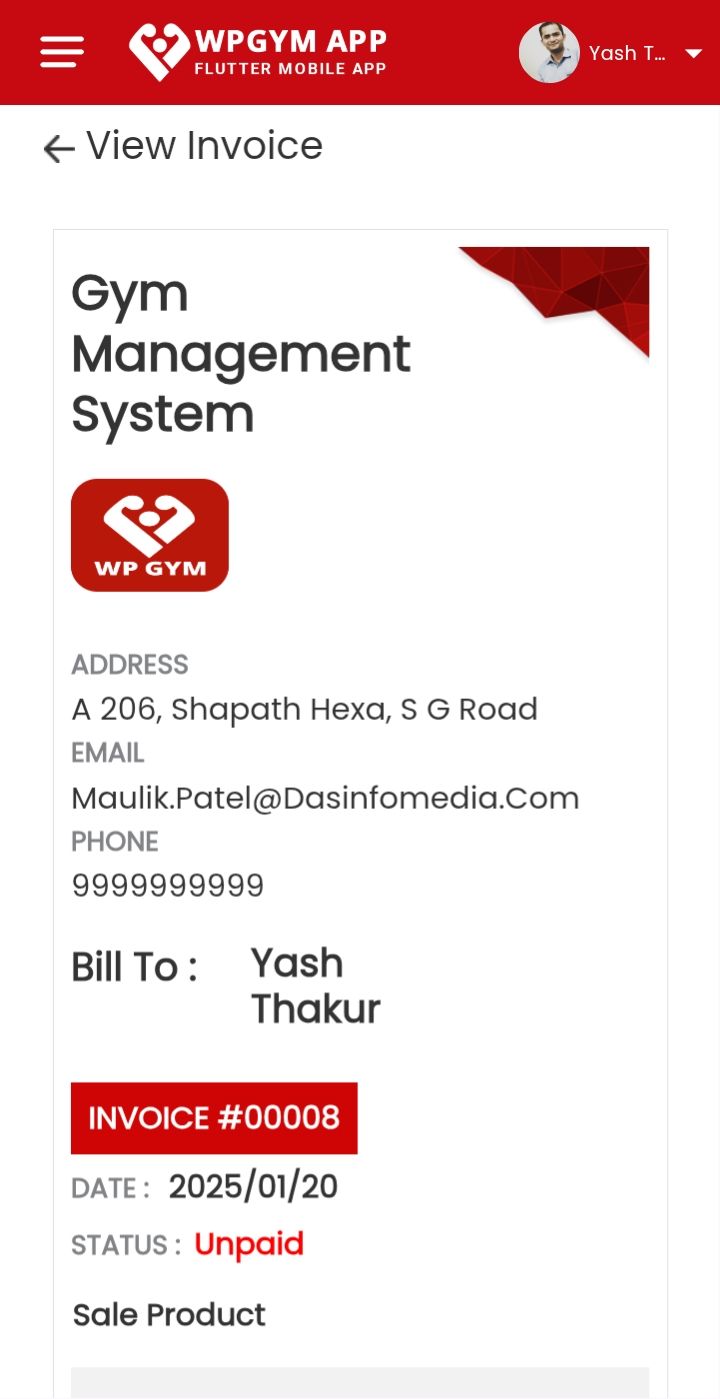 WPGYM APP
FLUTTER MOBILE APP
Yash T...
View Invoice
Gym
Management
System
WP GYM
ADDRESS
A 206, Shapath Hexa, S G Road
EMAIL
Maulik.Patel@Dasinfomedia.Com
PHONE
9999999999
Bill To : Yash
Thakur
INVOICE #00008
DATE : 2025/01/20
STATUS : Unpaid
Sale Product